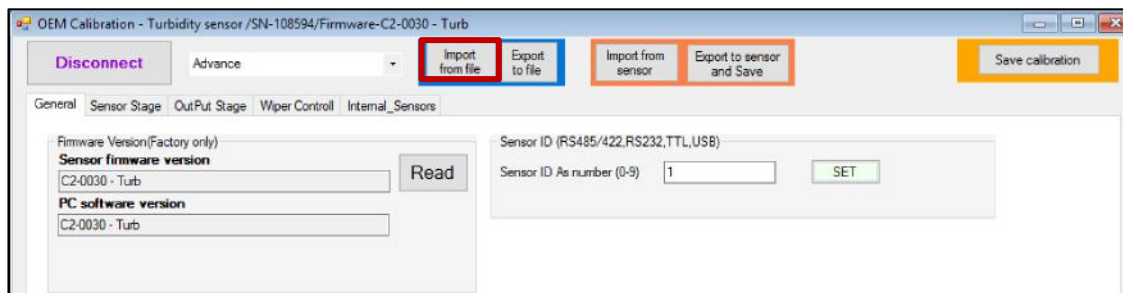 OEM Calibration - Turbidity sensor /SN-108594/Firmware-C2-0030 - Turb
Disconnect
Advance
Import
from file
Export
to file
Import from
sensor
Export to sensor
and Save
Save calibration
General Sensor Stage OutPut Stage Wiper Controll Internal_Sensors
Firmware Version(Factory only)
Sensor firmware version
C2-0030 - Turb
Read
PC software version
C2-0030 - Turb
Sensor ID (RS485/422,RS232,TTL,USB)
Sensor ID As number (0-9) 1 SET